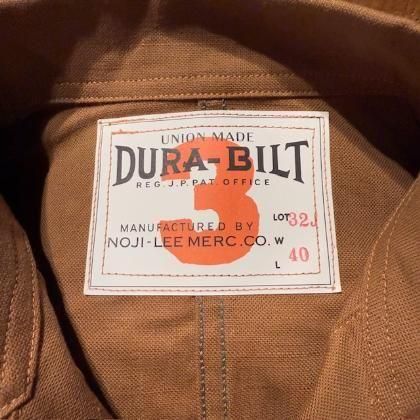 UNION MADE
DURA-BILT
REG. J.P. PAT. OFFICE
3
LOT 32J
MANUFACTURED BY
NOJI-LEE MERC. CO. W 40
L